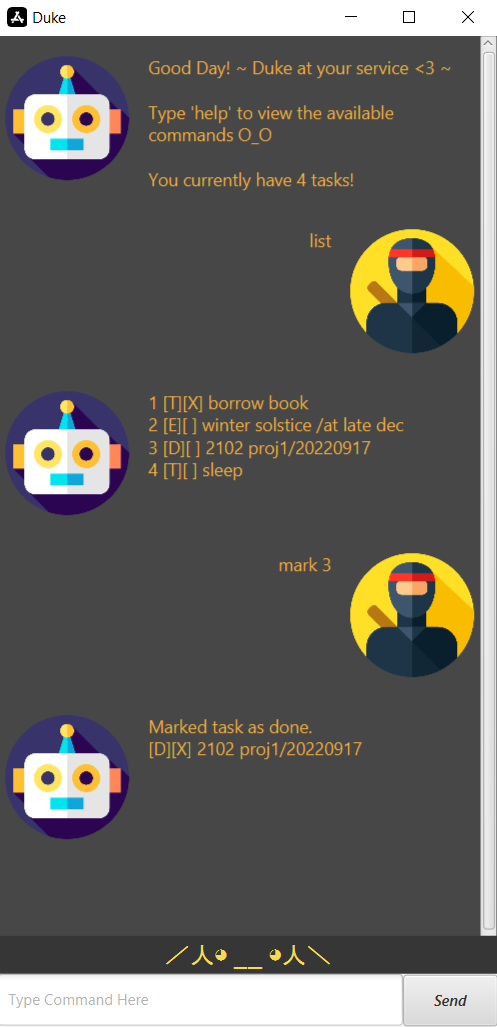 Duke
Good Day! ~ Duke at your service <3 ~
Type 'help' to view the available
commands O_O
You currently have 4 tasks!
list
1 [T][X] borrow book
2 [E][ ] winter solstice /at late dec
3 [D][ ] 2102 proj1/20220917
4 [T][ ] sleep
mark 3
Marked task as done.
[D][X] 2102 proj1/20220917
／人◕ __ ◕人＼
Type Command Here
Send